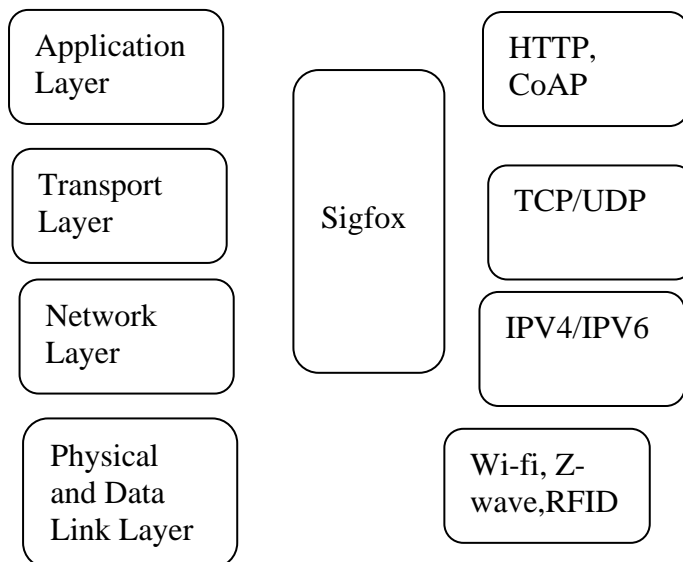 Application
Layer
HTTP,
CoAP
Transport
Layer
Sigfox
TCP/UDP
Network
Layer
IPV4/IPV6
Physical
and Data
Link Layer
Wi-fi, Z-
wave,RFID